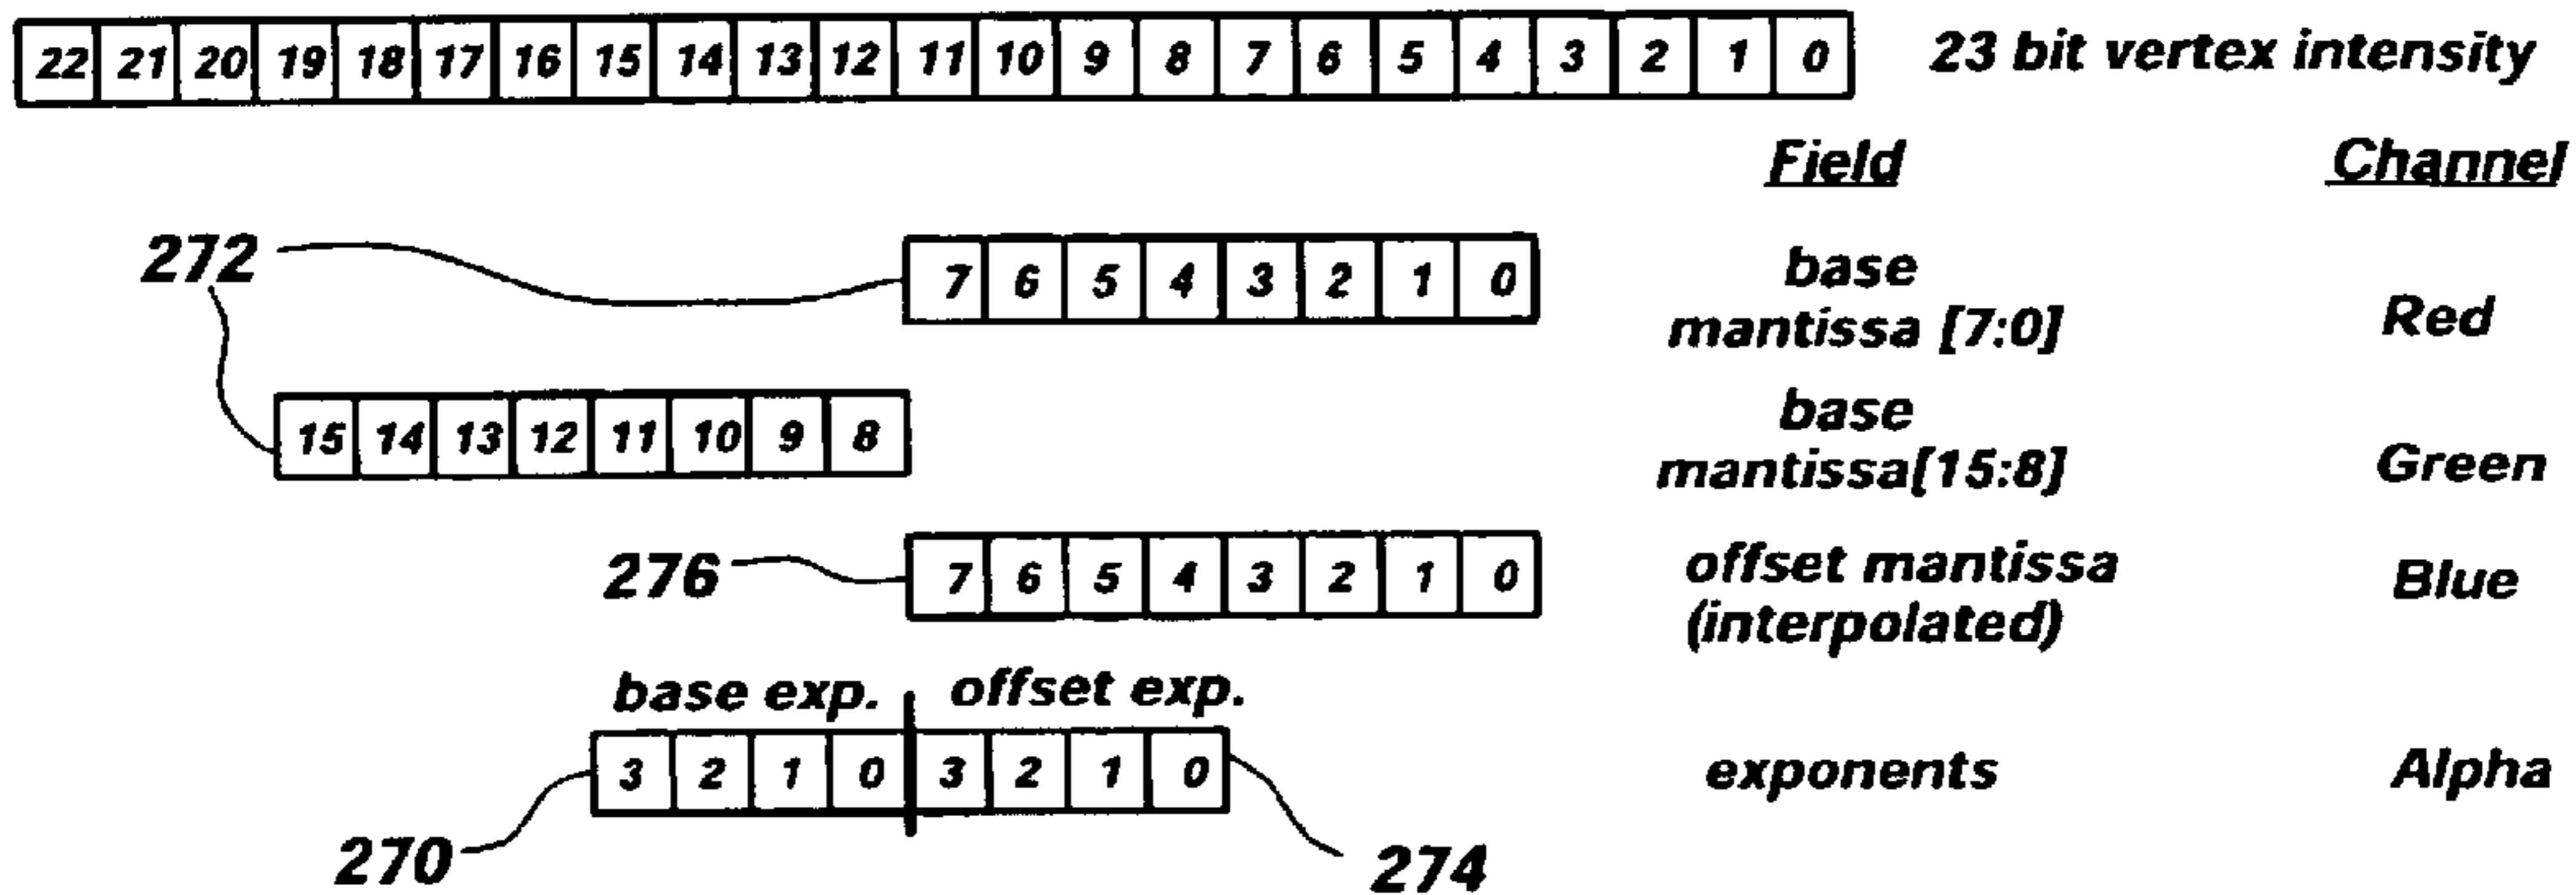 22 21 20 19 18 17 16 15 14 13 12 11 10 9 8 7 6 5 4 3 2 1 0 23 bit vertex intensity
Field Channel
272 7 6 5 4 3 2 1 0 base
mantissa [7:0] Red
15 14 13 12 11 10 9 8 base
mantissa[15:8] Green
276 7 6 5 4 3 2 1 0 offset mantissa Blue
(interpolated)
base exp. offset exp.
3 2 1 0 3 2 1 0 exponents Alpha
270 274